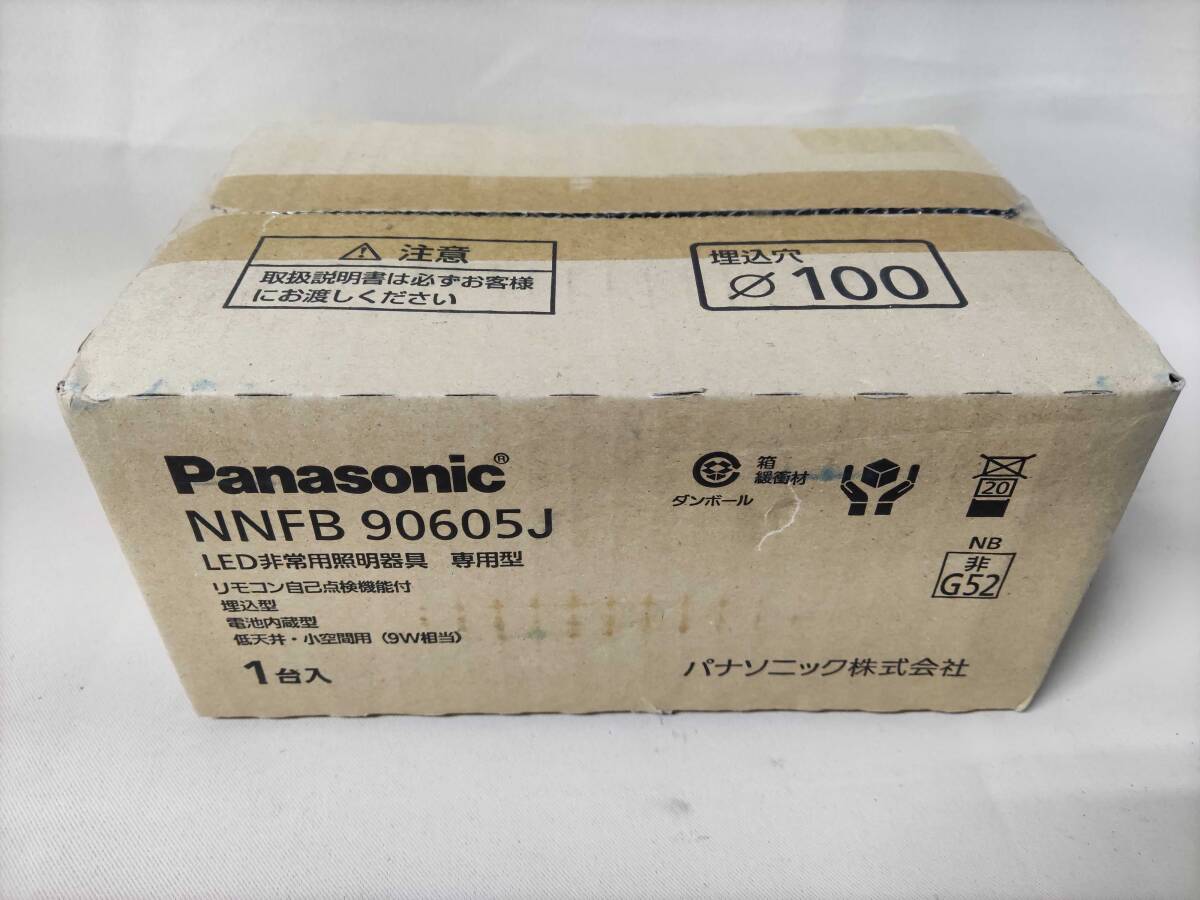 注意
取扱説明書は必ずお客様
にお渡しください
埋込穴
⌀100
Panasonic®
NNFB 90605J
LED非常用照明器具 専用型
リモコン自己点検機能付
埋込型
電池内蔵型
低天井・小空間用（9W相当）
1台入
ダンボール
箱
緩衝材
20
NB
非
G52
パナソニック株式会社